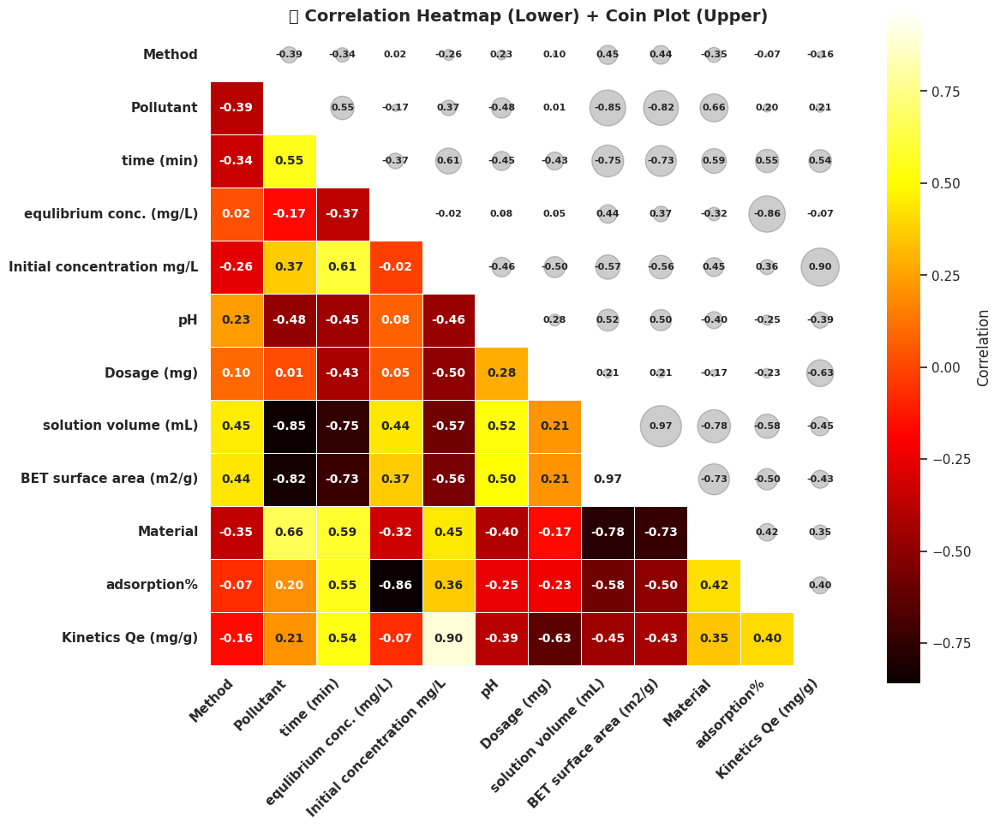 ▯ Correlation Heatmap (Lower) + Coin Plot (Upper)
Method -0.39 -0.34 0.02 -0.26 0.23 0.10 0.45 0.44 -0.35 -0.07 -0.16
Pollutant -0.39 0.55 -0.17 0.37 -0.48 0.01 -0.85 -0.82 0.66 0.20 0.21
time (min) -0.34 0.55 -0.37 0.61 -0.45 -0.43 -0.75 -0.73 0.59 0.55 0.54
equlibrium conc. (mg/L) 0.02 -0.17 -0.37 -0.02 0.08 0.05 0.44 0.37 -0.32 -0.86 -0.07
Initial concentration mg/L -0.26 0.37 0.61 -0.02 -0.46 -0.50 -0.57 -0.56 0.45 0.36 0.90
pH 0.23 -0.48 -0.45 0.08 -0.46 0.28 0.52 0.50 -0.40 -0.25 -0.39
Dosage (mg) 0.10 0.01 -0.43 0.05 -0.50 0.28 0.21 0.21 -0.17 -0.23 -0.63
solution volume (mL) 0.45 -0.85 -0.75 0.44 -0.57 0.52 0.21 0.97 -0.78 -0.58 -0.45
BET surface area (m2/g) 0.44 -0.82 -0.73 0.37 -0.56 0.50 0.21 0.97 -0.73 -0.50 -0.43
Material -0.35 0.66 0.59 -0.32 0.45 -0.40 -0.17 -0.78 -0.73 0.42 0.35
adsorption% -0.07 0.20 0.55 -0.86 0.36 -0.25 -0.23 -0.58 -0.50 0.42 0.40
Kinetics Qe (mg/g) -0.16 0.21 0.54 -0.07 0.90 -0.39 -0.63 -0.45 -0.43 0.35 0.40
Method
Pollutant
time (min)
equlibrium conc. (mg/L)
Initial concentration mg/L
pH
Dosage (mg)
solution volume (mL)
BET surface area (m2/g)
Material
adsorption%
Kinetics Qe (mg/g)
0.75
0.50
0.25
0.00
−0.25
−0.50
−0.75
Correlation